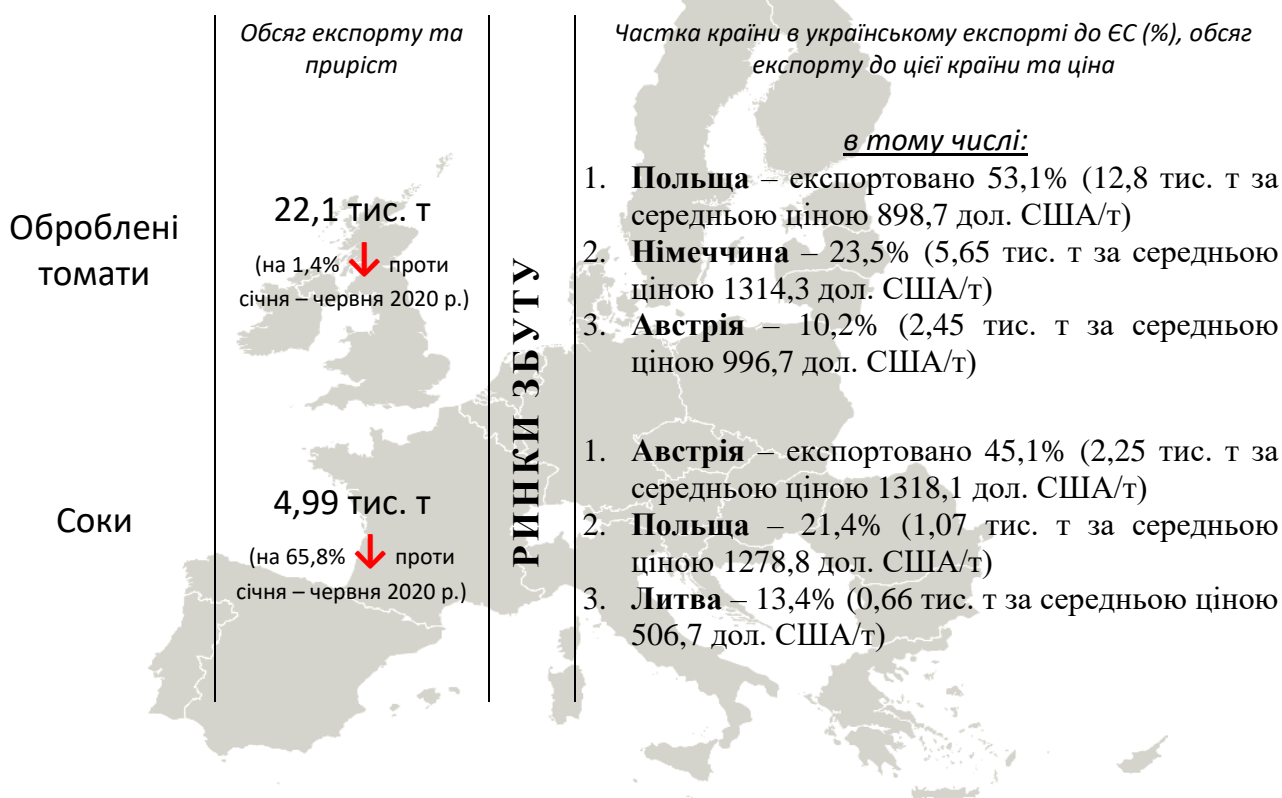 Обсяг експорту та
приріст
Частка країни в українському експорті до ЄС (%), обсяг
експорту до цієї країни та ціна
Оброблені
томати
22,1 тис. т
(на 1,4% ↓ проти
січня – червня 2020 р.)
РИНКИ ЗБУТУ
в тому числі:
1. Польща – експортовано 53,1% (12,8 тис. т за
середньою ціною 898,7 дол. США/т)
2. Німеччина – 23,5% (5,65 тис. т за середньою
ціною 1314,3 дол. США/т)
3. Австрія – 10,2% (2,45 тис. т за середньою
ціною 996,7 дол. США/т)
Соки
4,99 тис. т
(на 65,8% ↓ проти
січня – червня 2020 р.)
1. Австрія – експортовано 45,1% (2,25 тис. т за
середньою ціною 1318,1 дол. США/т)
2. Польща – 21,4% (1,07 тис. т за середньою
ціною 1278,8 дол. США/т)
3. Литва – 13,4% (0,66 тис. т за середньою ціною
506,7 дол. США/т)